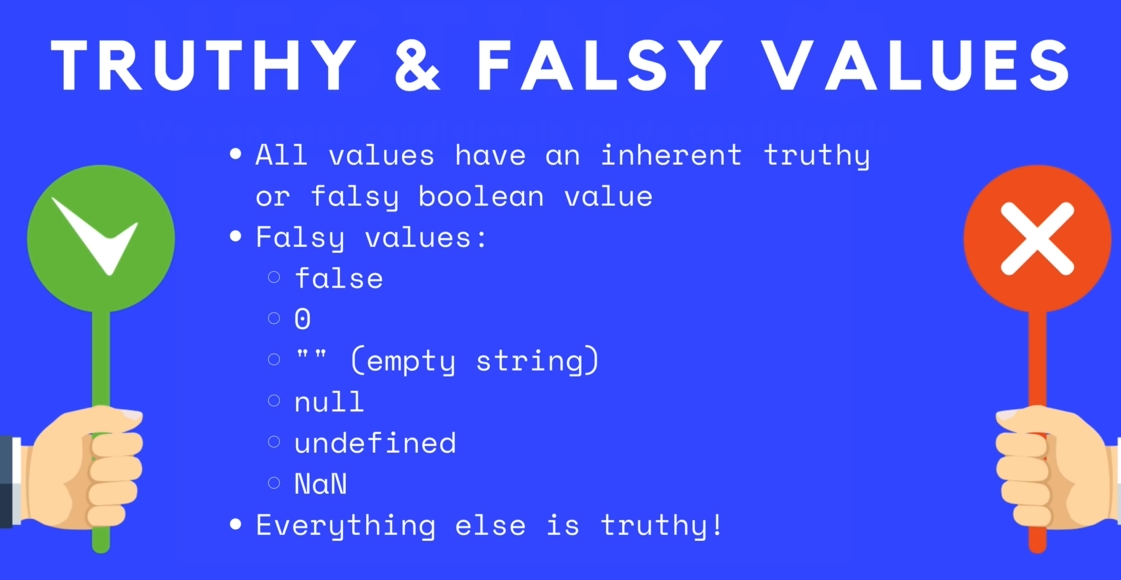 TRUTHY & FALSY VALUES
• All values have an inherent truthy
or falsy boolean value
• Falsy values:
○ false
○ 0
○ "" (empty string)
○ null
○ undefined
○ NaN
• Everything else is truthy!